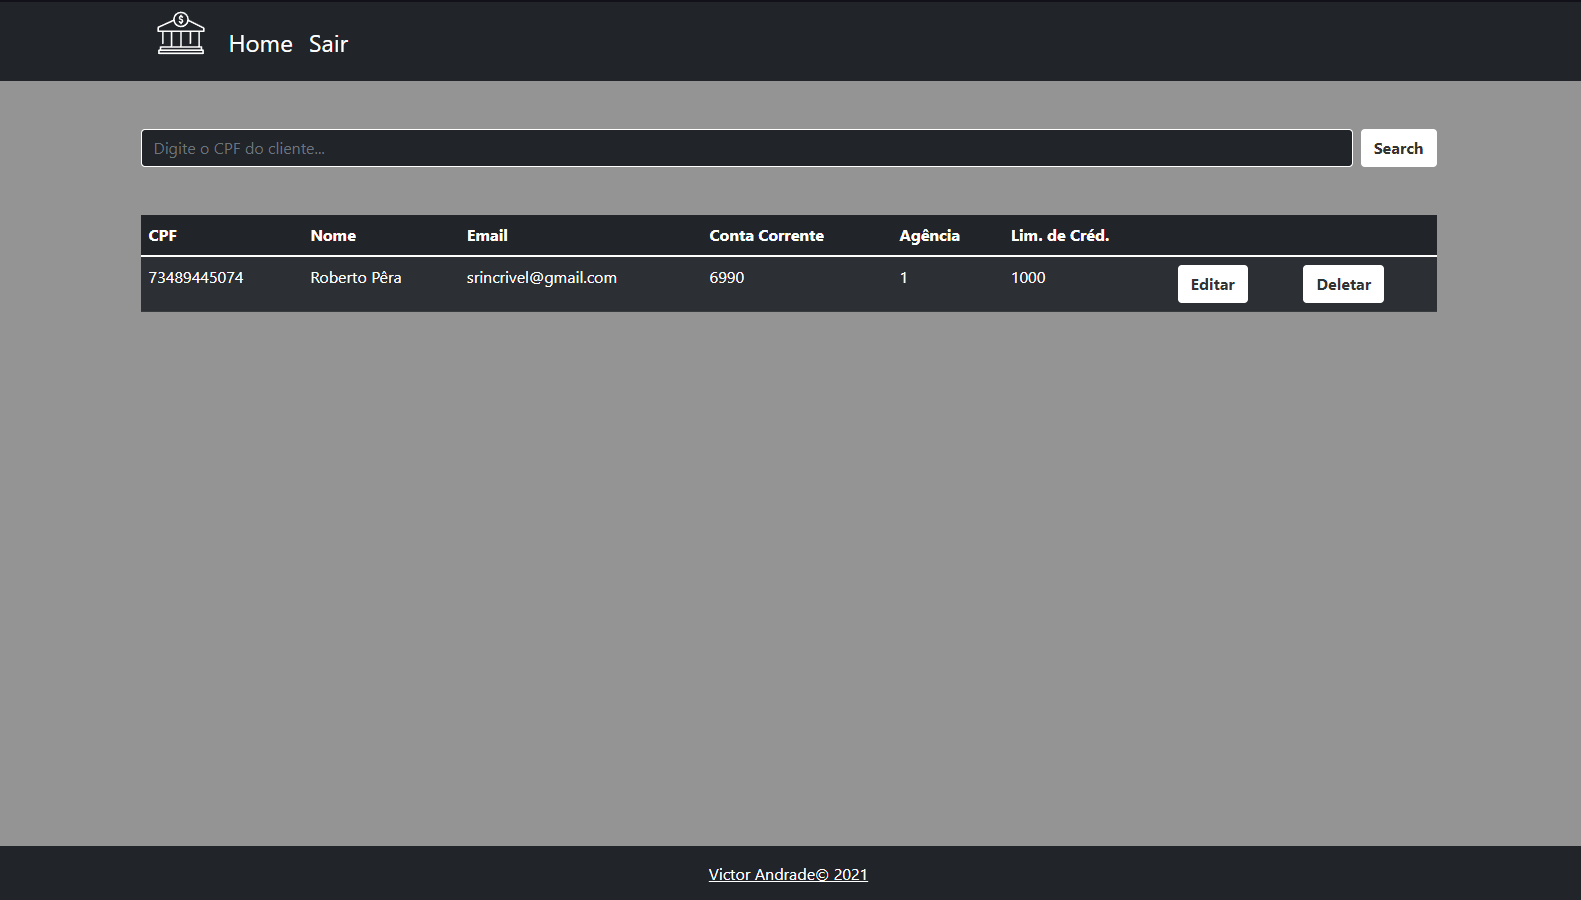 $
Home Sair
Digite o CPF do cliente...
Search
CPF Nome Email Conta Corrente Agência Lim. de Créd.
73489445074 Roberto Pêra srincrivel@gmail.com 6990 1 1000 Editar Deletar
Victor Andrade© 2021